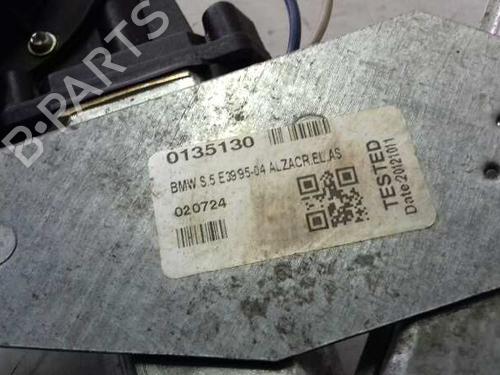 B-PARTS
0135130
BMW S.5 E39'95-04 ALZACR.EL.AS
020724
TESTED
Date:20121011